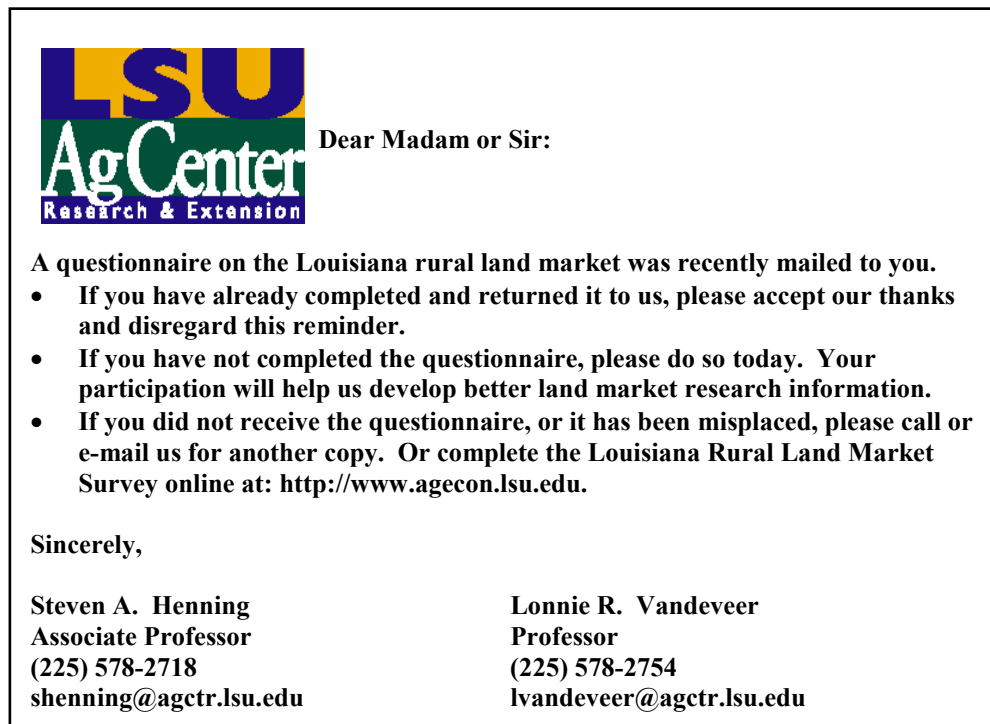 LSU
AgCenter
Research & Extension
Dear Madam or Sir:
A questionnaire on the Louisiana rural land market was recently mailed to you.
• If you have already completed and returned it to us, please accept our thanks
and disregard this reminder.
• If you have not completed the questionnaire, please do so today.  Your
participation will help us develop better land market research information.
• If you did not receive the questionnaire, or it has been misplaced, please call or
e-mail us for another copy.  Or complete the Louisiana Rural Land Market
Survey online at: http://www.agecon.lsu.edu.
Sincerely,
Steven A.  Henning Lonnie R.  Vandeveer
Associate Professor Professor
(225) 578-2718 (225) 578-2754
shenning@agctr.lsu.edu lvandeveer@agctr.lsu.edu